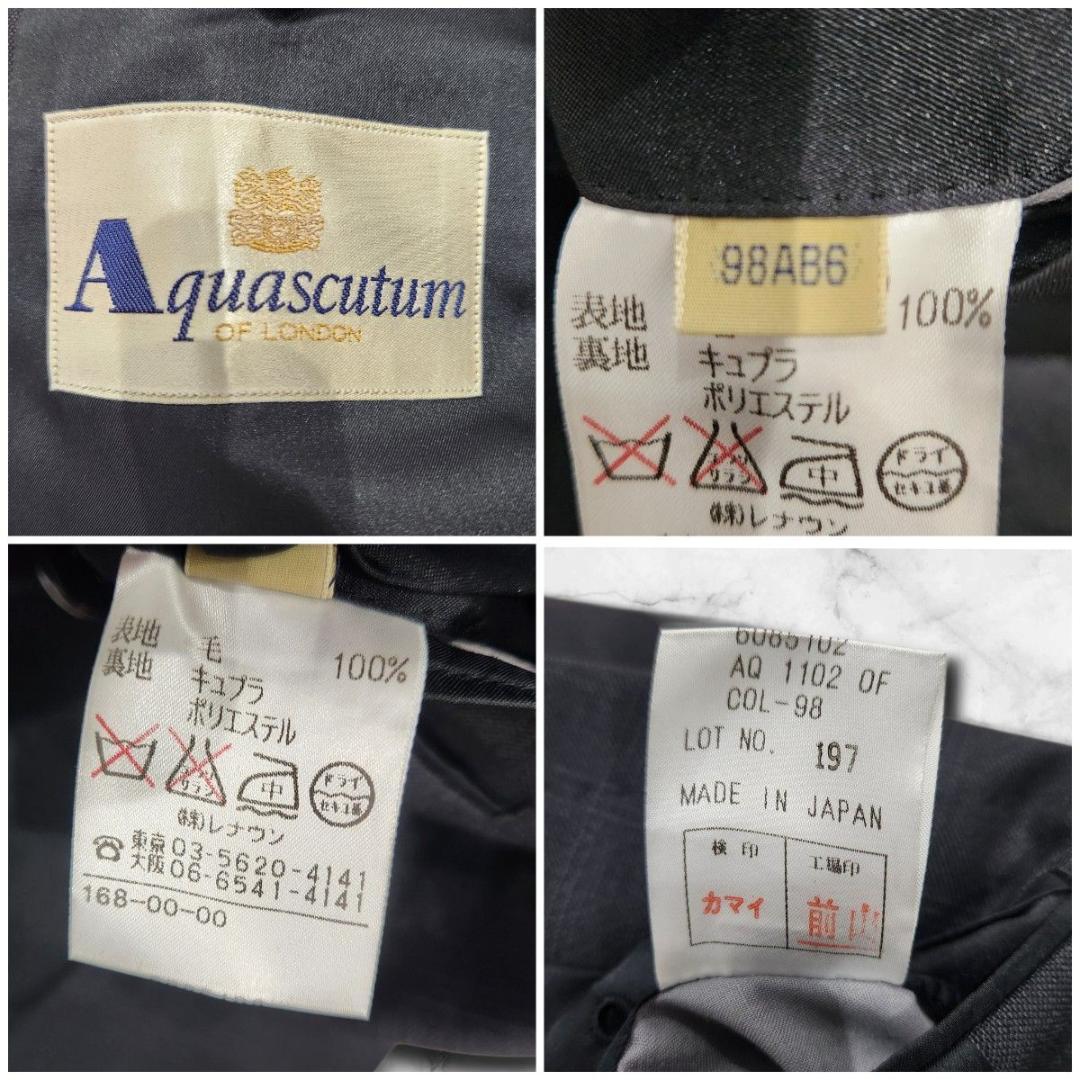 Aquascutum
OF LONDON
98AB6
表地 100%
裏地 キュプラ
ポリエステル
中 ドライ
セキユ系
(株)レナウン
表地 毛 100%
裏地 キュプラ
ポリエステル
中 ドライ
セキユ系
(株)レナウン
☎ 東京 03-5620-4141
大阪 06-6541-4141
168-00-00
6085102
AQ 1102 OF
COL-98
LOT NO. 197
MADE IN JAPAN
検印 工場印
カマイ 前